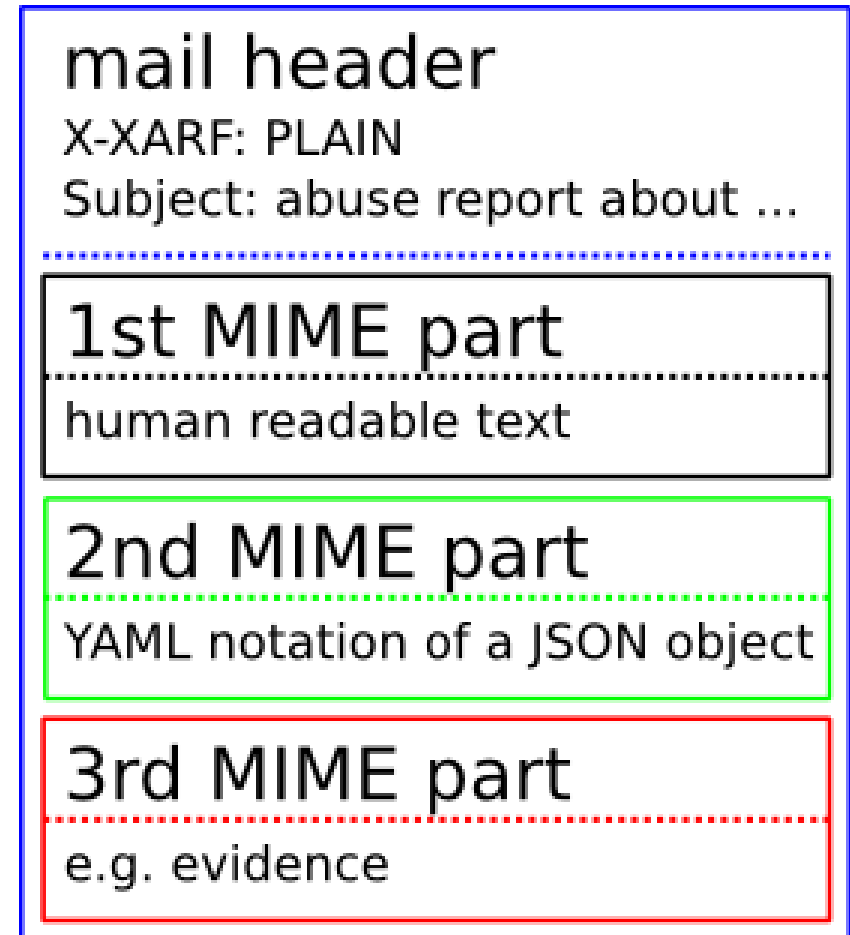 mail header
X-XARF: PLAIN
Subject: abuse report about ...
1st MIME part
human readable text
2nd MIME part
YAML notation of a JSON object
3rd MIME part
e.g. evidence